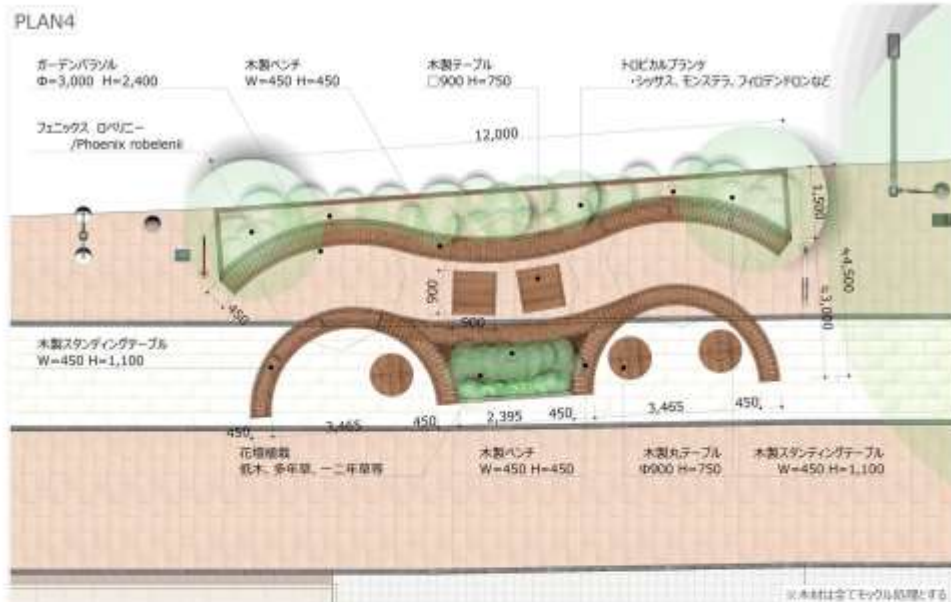 PLAN4
ガーデンパラソル
Φ=3,000 H=2,400
木製ベンチ
W=450 H=450
木製テーブル
□900 H=750
トロピカルプランツ
・シッサス、モンステラ、フィロデンドロンなど
フェニックス ロベリニー
/Phoenix robelenii
12,000
1,500
≒4,500
≒3,000
450
900
900
木製スタンディングテーブル
W=450 H=1,100
450
3,465
450
2,395
450
3,465
450
花壇植栽
低木、多年草、一二年草等
木製ベンチ
W=450 H=450
木製丸テーブル
Φ900 H=750
木製スタンディングテーブル
W=450 H=1,100
※木材は全てモックル処理とする